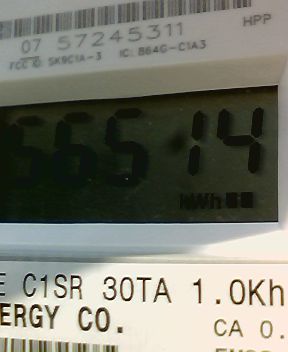 HPP
07 57245311
FCC ID: SK9C1A-3 IC: 864G-C1A3
56514
kWh
E C1SR 30TA 1.0Kh
ERGY CO.
CA 0.